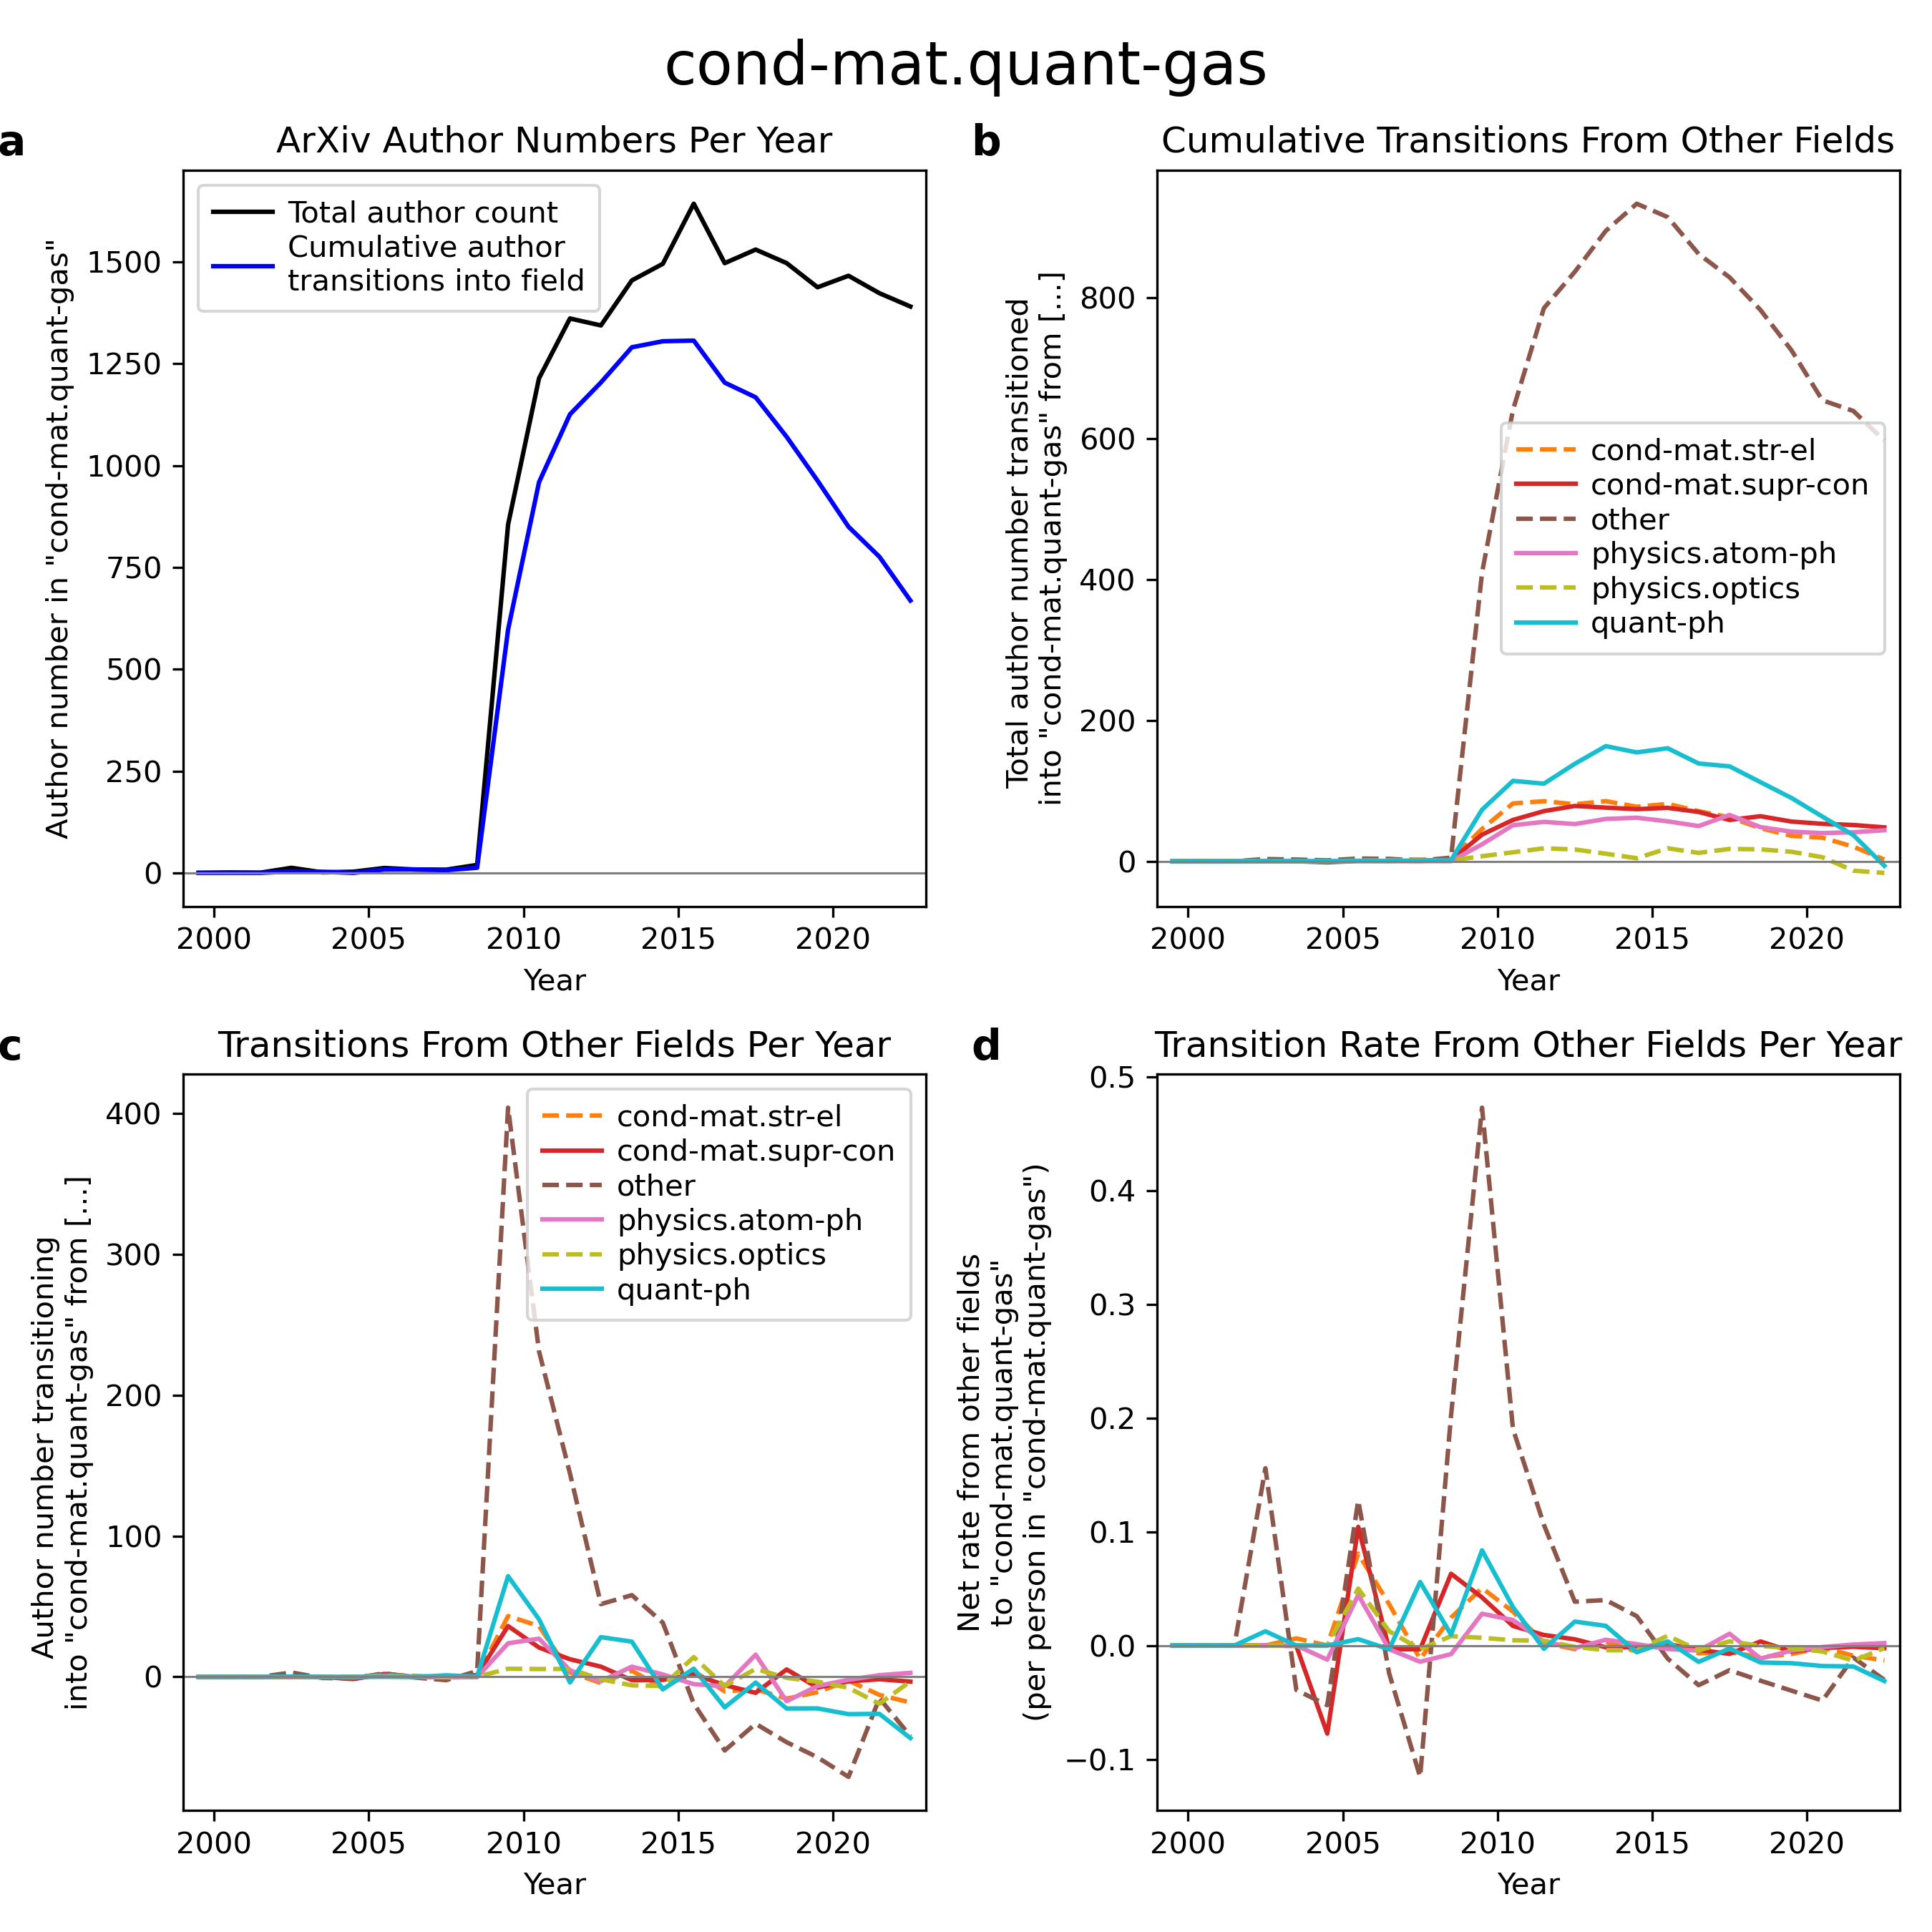 cond-mat.quant-gas
a
ArXiv Author Numbers Per Year
Author number in "cond-mat.quant-gas"
1500
1250
1000
750
500
250
0
Total author count
Cumulative author
transitions into field
2000 2005 2010 2015 2020
Year
b
Cumulative Transitions From Other Fields
Total author number transitioned
into "cond-mat.quant-gas" from [...]
800
600
400
200
0
cond-mat.str-el
cond-mat.supr-con
other
physics.atom-ph
physics.optics
quant-ph
2000 2005 2010 2015 2020
Year
c
Transitions From Other Fields Per Year
Author number transitioning
into "cond-mat.quant-gas" from [...]
400
300
200
100
0
cond-mat.str-el
cond-mat.supr-con
other
physics.atom-ph
physics.optics
quant-ph
2000 2005 2010 2015 2020
Year
d
Transition Rate From Other Fields Per Year
Net rate from other fields
to "cond-mat.quant-gas"
(per person in "cond-mat.quant-gas")
0.5
0.4
0.3
0.2
0.1
0.0
−0.1
2000 2005 2010 2015 2020
Year